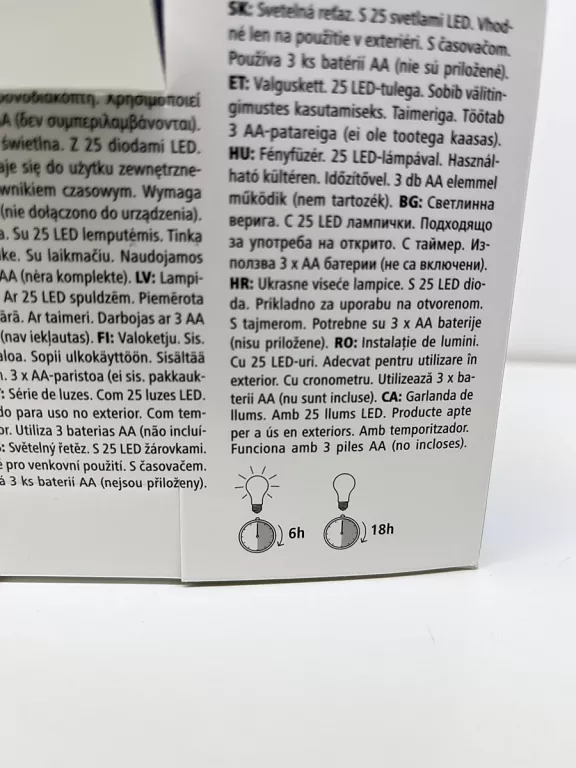 ρονοδιακόπτη. Χρησιμοποιεί
A (δεν συμπεριλαμβάνονται).
świetlna. Z 25 diodami LED.
aje się do użytku zewnętrzne-
wnikiem czasowym. Wymaga
(nie dołączono do urządzenia).
a. Su 25 LED lemputėmis. Tinka
ke. Su laikmačiu. Naudojamos
AA (nėra komplekte). LV: Lampi-
Ar 25 LED spuldzēm. Piemērota
ārā. Ar taimeri. Darbojas ar 3 AA
(nav iekļautas). FI: Valoketju. Sis.
aloa. Sopii ulkokäyttöön. Sisältää
n. 3 x AA-paristoa (ei sis. pakkauk-
: Série de luzes. Com 25 luzes LED.
do para uso no exterior. Com tem-
or. Utiliza 3 baterias AA (não incluí-
: Světelný řetěz. S 25 LED žárovkami.
é pro venkovní použití. S časovačem.
á 3 ks baterií AA (nejsou přiloženy).
SK: Svetelná reťaz. S 25 svetlami LED. Vhod-
né len na použitie v exteriéri. S časovačom.
Používa 3 ks batérií AA (nie sú priložené).
ET: Valguskett. 25 LED-tulega. Sobib välitin-
gimustes kasutamiseks. Taimeriga. Töötab
3 AA-patareiga (ei ole tootega kaasas).
HU: Fényfüzér. 25 LED-lámpával. Használ-
ható kültéren. Időzítővel. 3 db AA elemmel
működik (nem tartozék). BG: Светлинна
верига. С 25 LED лампички. Подходящо
за употреба на открито. С таймер. Из-
ползва 3 x AA батерии (не са включени).
HR: Ukrasne viseće lampice. S 25 LED dio-
da. Prikladno za uporabu na otvorenom.
S tajmerom. Potrebne su 3 x AA baterije
(nisu priložene). RO: Instalație de lumini.
Cu 25 LED-uri. Adecvat pentru utilizare în
exterior. Cu cronometru. Utilizează 3 x ba-
terii AA (nu sunt incluse). CA: Garlanda de
llums. Amb 25 llums LED. Producte apte
per a ús en exteriors. Amb temporitzador.
Funciona amb 3 piles AA (no incloses).
6h 18h